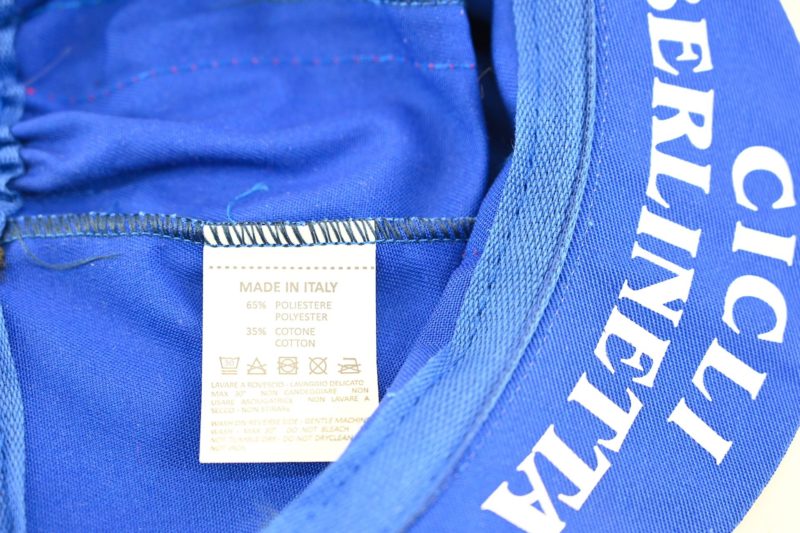 MADE IN ITALY
65% POLIESTERE
POLYESTER
35% COTONE
COTTON
LAVARE A ROVESCIO - LAVAGGIO DELICATO
MAX 30° NON CANDEGGIARE NON
USARE ASCIUGATRICE NON LAVARE A
SECCO - NON STIRARE
WASH ON REVERSE SIDE - GENTLE MACHINE
WASH - MAX 30° DO NOT BLEACH
NOT TUMBLE DRY - DO NOT DRYCLEAN
CICLI
BERLINETTA